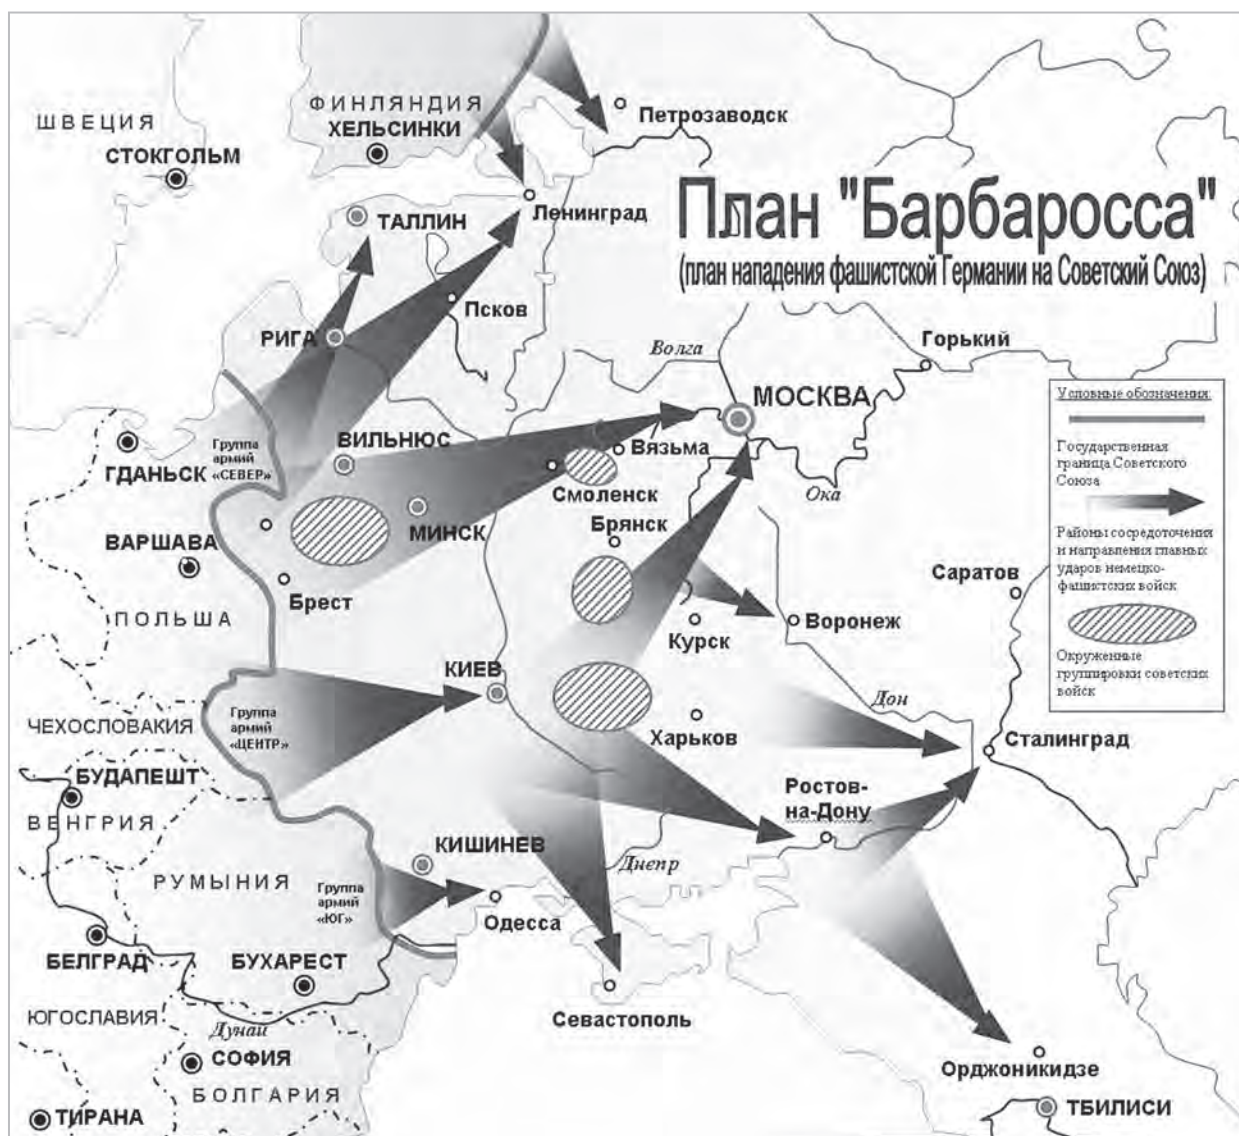 ШВЕЦИЯ
СТОКГОЛЬМ
ФИНЛЯНДИЯ
ХЕЛЬСИНКИ
Петрозаводск
Ленинград
ТАЛЛИН
План "Барбаросса"
(план нападения фашистской Германии на Советский Союз)
Псков
РИГА
Волга
Горький
МОСКВА
Вязьма
Смоленск
Ока
Брянск
Группа
армий
«СЕВЕР»
ВИЛЬНЮС
ГДАНЬСК
МИНСК
ВАРШАВА
Брест
ПОЛЬША
Саратов
Курск
Воронеж
КИЕВ
Дон
Харьков
Сталинград
Группа
армий
«ЦЕНТР»
ЧЕХОСЛОВАКИЯ
БУДАПЕШТ
ВЕНГРИЯ
Ростов-
на-Дону
КИШИНЕВ
Днепр
РУМЫНИЯ
Группа
армий
«ЮГ»
Одесса
БЕЛГРАД
БУХАРЕСТ
Севастополь
ЮГОСЛАВИЯ
Дунай
СОФИЯ
БОЛГАРИЯ
ТИРАНА
Орджоникидзе
ТБИЛИСИ
Условные обозначения:
Государственная
граница Советского
Союза
Районы сосредоточения
и направления главных
ударов немецко-
фашистских войск
Окруженные
группировки советских
войск